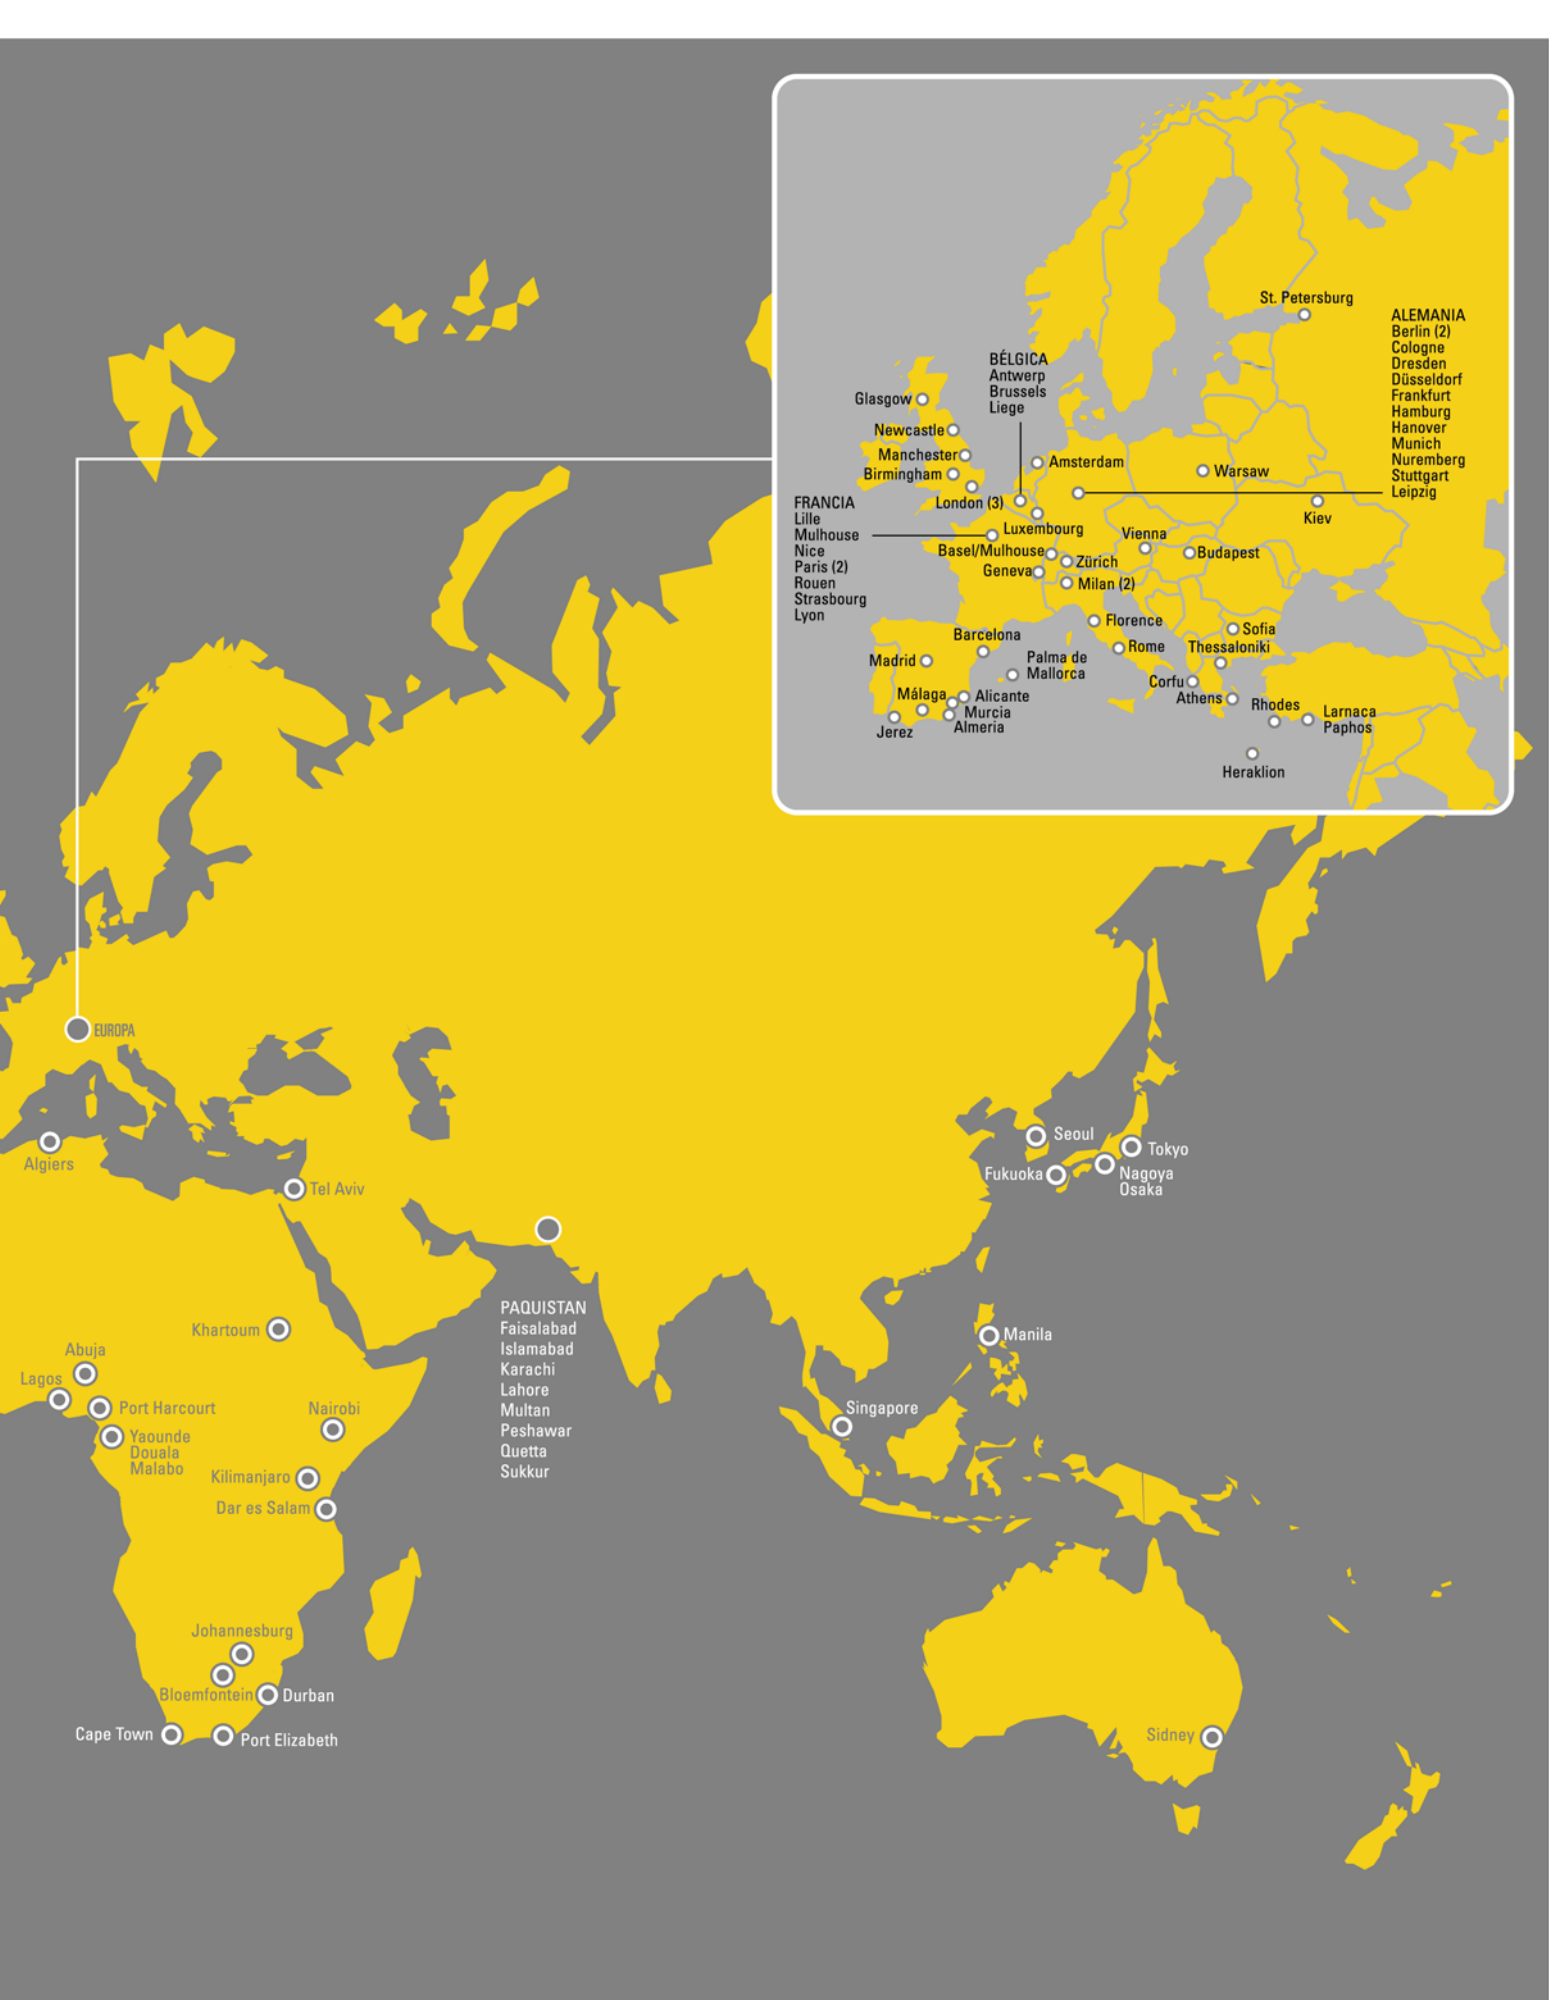 St. Petersburg
ALEMANIA
Berlin (2)
Cologne
Dresden
Düsseldorf
Frankfurt
Hamburg
Hanover
Munich
Nuremberg
Stuttgart
Leipzig
BÉLGICA
Antwerp
Brussels
Liege
Glasgow
Newcastle
Manchester
Birmingham
London (3)
Amsterdam
Warsaw
Kiev
FRANCIA
Lille
Mulhouse
Nice
Paris (2)
Rouen
Strasbourg
Lyon
Luxembourg
Basel/Mulhouse
Geneva
Zürich
Milan (2)
Vienna
Budapest
Florence
Rome
Sofia
Thessaloniki
Barcelona
Madrid
Palma de
Mallorca
Málaga
Alicante
Murcia
Almeria
Jerez
Corfu
Athens
Rhodes
Larnaca
Paphos
Heraklion
EUROPA
Algiers
Tel Aviv
Seoul
Tokyo
Fukuoka
Nagoya
Osaka
Khartoum
PAQUISTAN
Faisalabad
Islamabad
Karachi
Lahore
Multan
Peshawar
Quetta
Sukkur
Manila
Singapore
Abuja
Lagos
Port Harcourt
Yaounde
Douala
Malabo
Nairobi
Kilimanjaro
Dar es Salam
Johannesburg
Bloemfontein
Durban
Cape Town
Port Elizabeth
Sidney